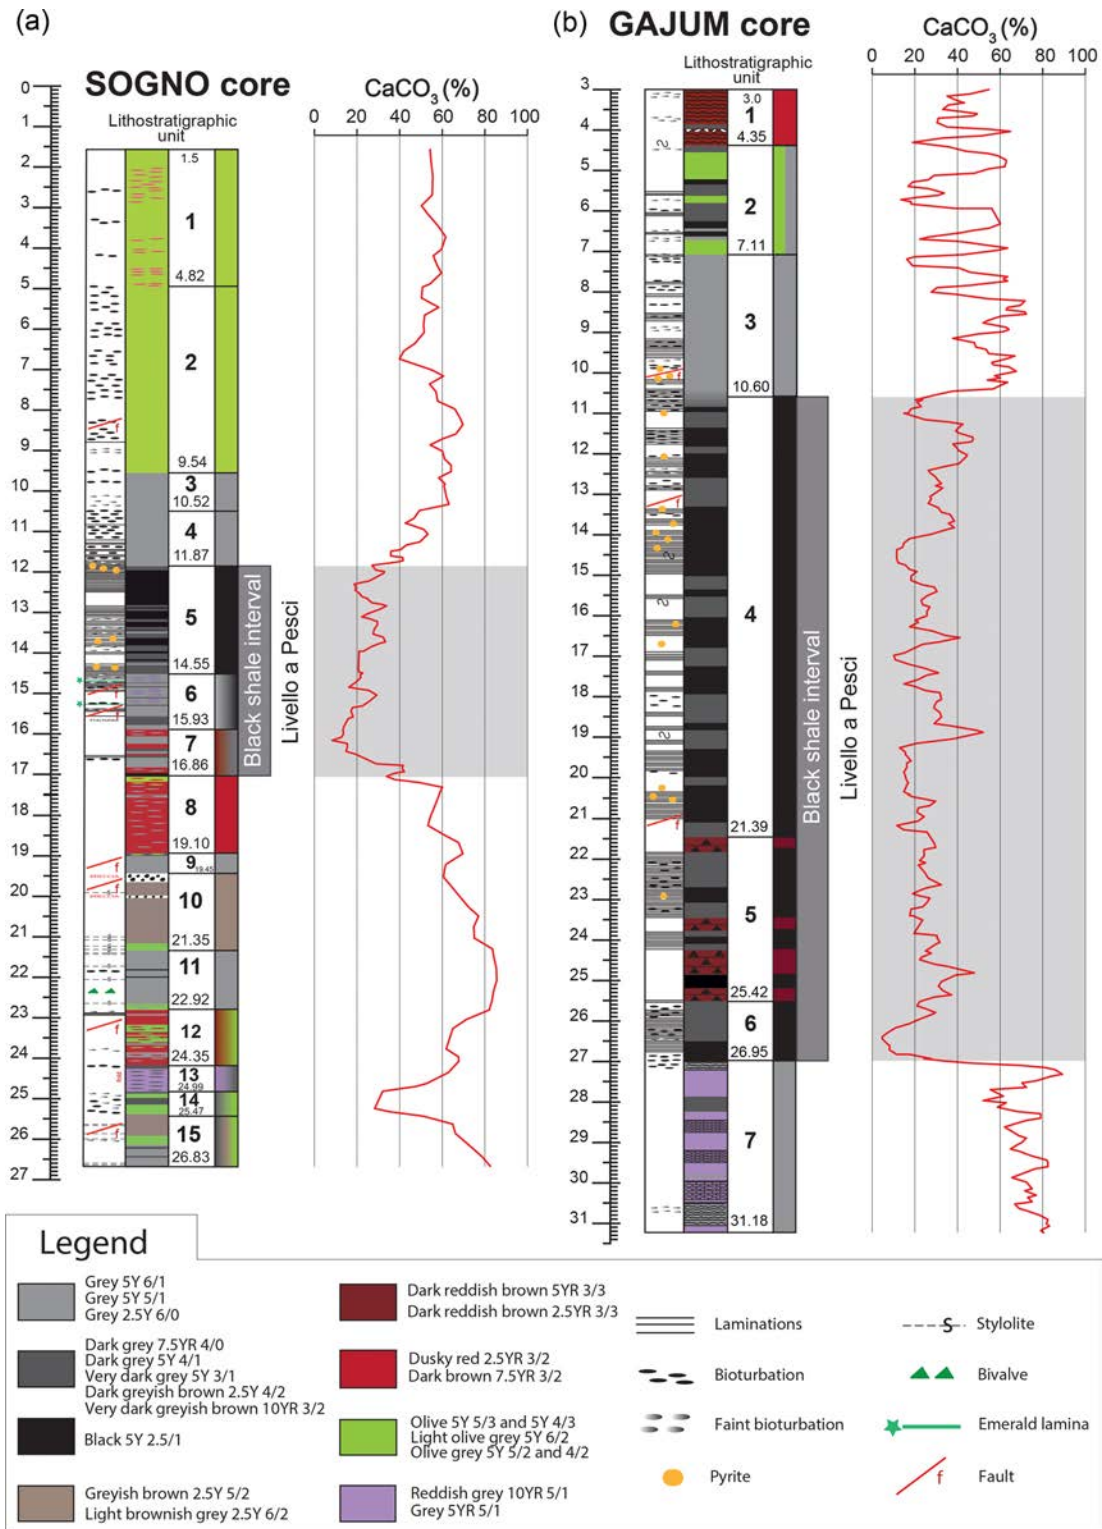 (a)
SOGNO core
Lithostratigraphic
unit
CaCO3 (%)
0 20 40 60 80 100
0
1
2
3
4
5
6
7
8
9
10
11
12
13
14
15
16
17
18
19
20
21
22
23
24
25
26
27
1.5
1
4.82
2
9.54
3
10.52
4
11.87
5
14.55
6
15.93
7
16.86
8
19.10
9
19.45
10
21.35
11
22.92
12
24.35
13
24.99
14
25.47
15
26.83
Black shale interval
Livello a Pesci
(b) GAJUM core
Lithostratigraphic
unit
CaCO3 (%)
0 20 40 60 80 100
3
4
5
6
7
8
9
10
11
12
13
14
15
16
17
18
19
20
21
22
23
24
25
26
27
28
29
30
31
3.0
1
4.35
2
7.11
3
10.60
4
21.39
5
25.42
6
26.95
7
31.18
Black shale interval
Livello a Pesci
Legend
Grey 5Y 6/1
Grey 5Y 5/1
Grey 2.5Y 6/0
Dark grey 7.5YR 4/0
Dark grey 5Y 4/1
Very dark grey 5Y 3/1
Dark greyish brown 2.5Y 4/2
Very dark greyish brown 10YR 3/2
Black 5Y 2.5/1
Greyish brown 2.5Y 5/2
Light brownish grey 2.5Y 6/2
Dark reddish brown 5YR 3/3
Dark reddish brown 2.5YR 3/3
Dusky red 2.5YR 3/2
Dark brown 7.5YR 3/2
Olive 5Y 5/3 and 5Y 4/3
Light olive grey 5Y 6/2
Olive grey 5Y 5/2 and 4/2
Reddish grey 10YR 5/1
Grey 5YR 5/1
Laminations
Bioturbation
Faint bioturbation
Pyrite
S Stylolite
Bivalve
Emerald lamina
f Fault